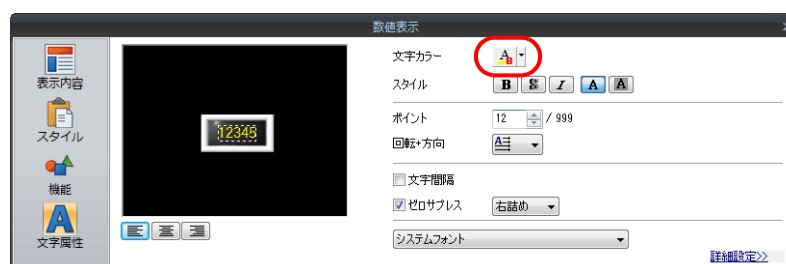 数値表示
表示内容
スタイル
機能
文字属性
12345
文字カラー
A B
スタイル
B S I A A
ポイント
12 / 999
回転+方向
A
文字間隔
ゼロサプレス 右詰め
システムフォント
詳細設定>>